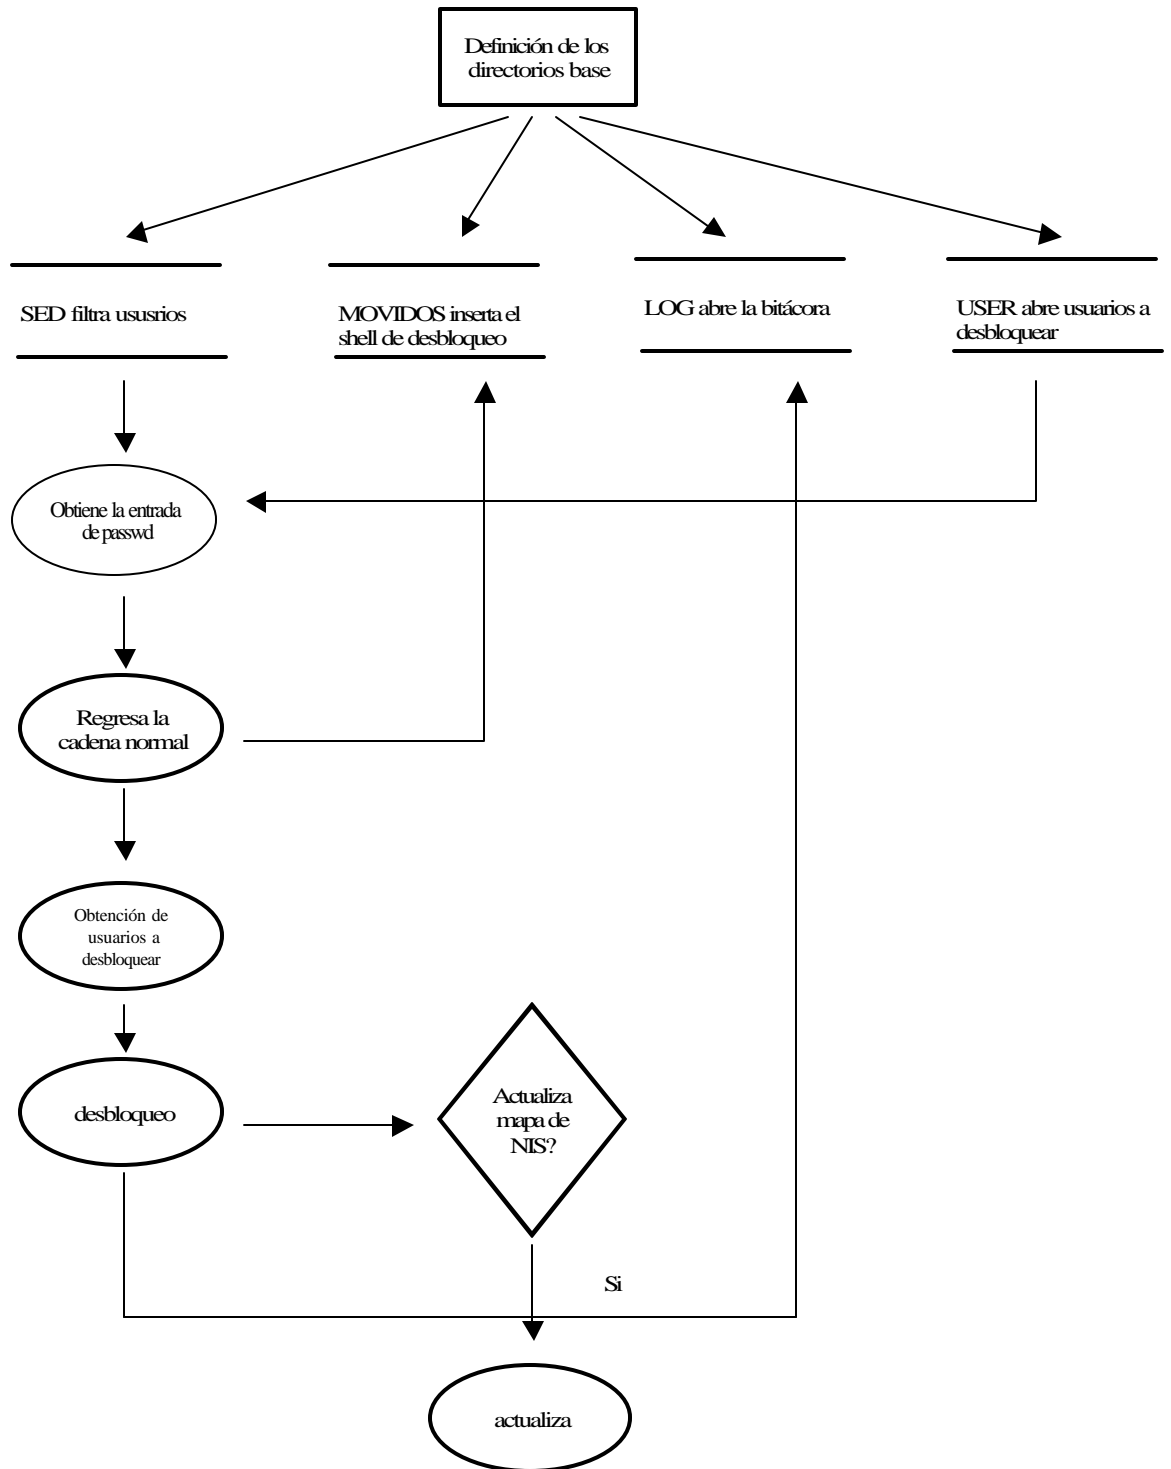 Definición de los
directorios base
SED filtra ususrios
MOVIDOS inserta el
shell de desbloqueo
LOG abre la bitácora
USER abre usuarios a
desbloquear
Obtiene la entrada
de passwd
Regresa la
cadena normal
Obtención de
usuarios a
desbloquear
desbloqueo
Actualiza
mapa de
NIS?
Si
actualiza